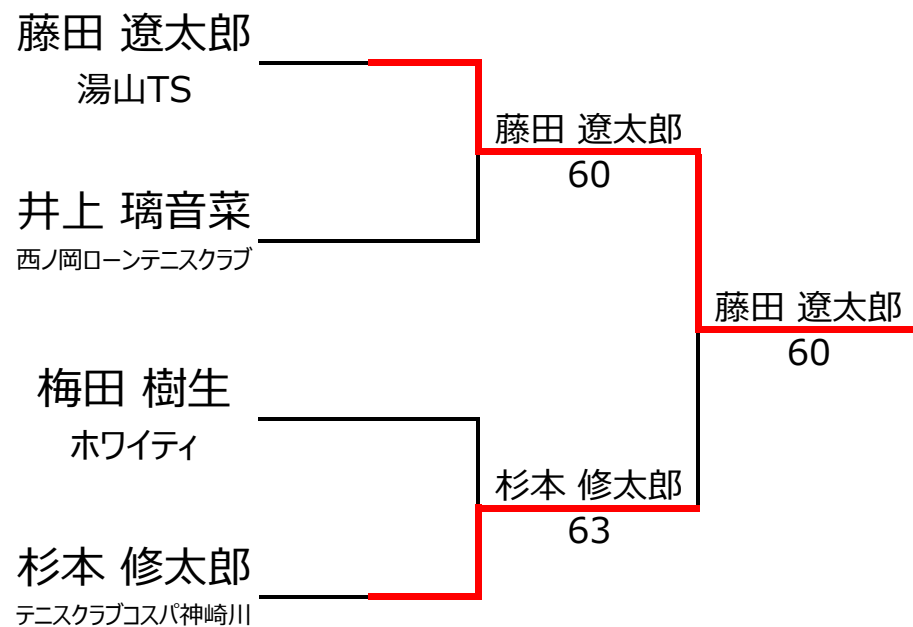 藤田 遼太郎
湯山TS
藤田 遼太郎
60
井上 璃音菜
西ノ岡ローンテニスクラブ
藤田 遼太郎
60
梅田 樹生
ホワイティ
杉本 修太郎
63
杉本 修太郎
テニスクラブコスパ神崎川